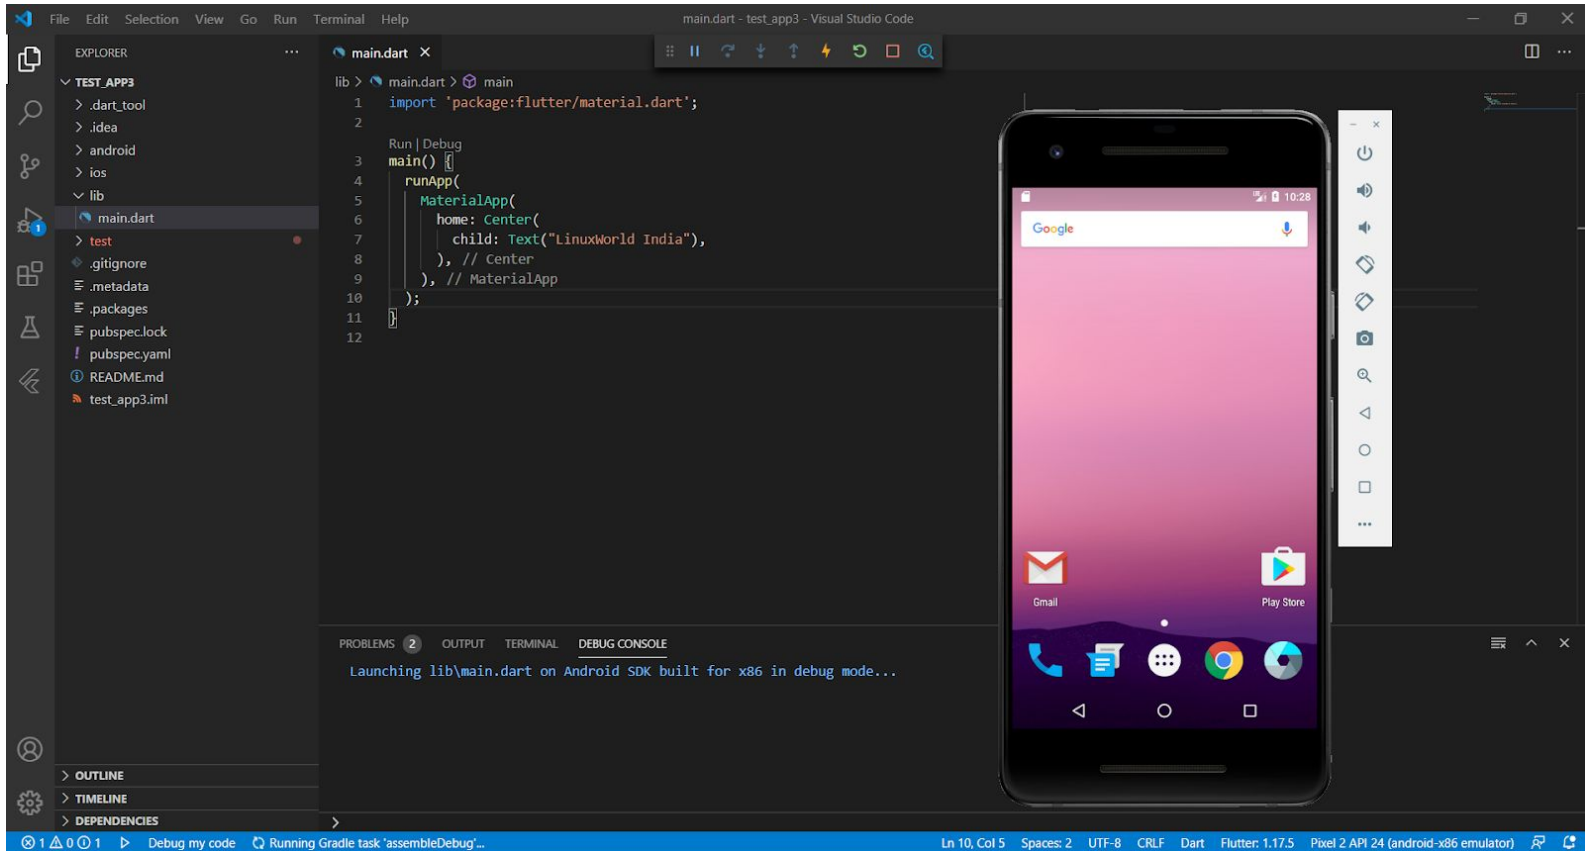 File Edit Selection View Go Run Terminal Help
main.dart - test_app3 - Visual Studio Code
EXPLORER
main.dart
TEST_APP3
.dart_tool
.idea
android
ios
lib
main.dart
test
.gitignore
.metadata
.packages
pubspec.lock
pubspec.yaml
README.md
test_app3.iml
OUTLINE
TIMELINE
DEPENDENCIES
lib > main.dart > main
1 import 'package:flutter/material.dart';
2
Run | Debug
3 main() {
4 runApp(
5 MaterialApp(
6 home: Center(
7 child: Text("LinuxWorld India"),
8 ), // Center
9 ), // MaterialApp
10 );
11 }
12
PROBLEMS 2 OUTPUT TERMINAL DEBUG CONSOLE
Launching lib\main.dart on Android SDK built for x86 in debug mode...
10:28
Google
Gmail
Play Store
1
1 0 1 Debug my code Running Gradle task 'assembleDebug'... Ln 10, Col 5 Spaces: 2 UTF-8 CRLF Dart Flutter: 1.17.5 Pixel 2 API 24 (android-x86 emulator)